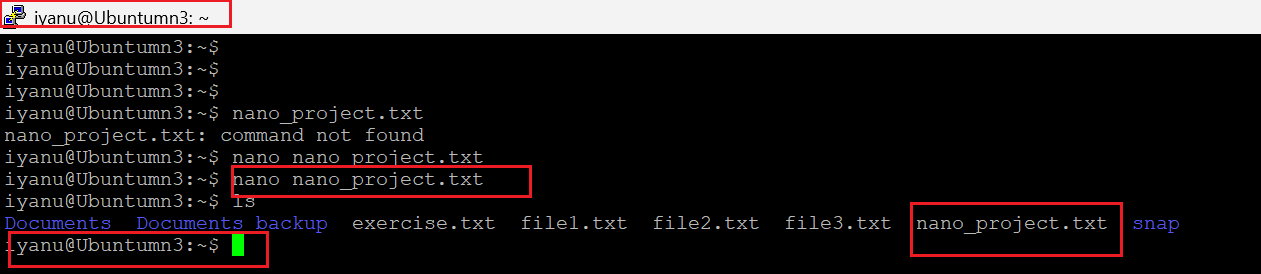 iyanu@Ubuntumn3: ~
iyanu@Ubuntumn3:~$
iyanu@Ubuntumn3:~$
iyanu@Ubuntumn3:~$
iyanu@Ubuntumn3:~$ nano_project.txt
nano_project.txt: command not found
iyanu@Ubuntumn3:~$ nano nano_project.txt
iyanu@Ubuntumn3:~$ nano nano_project.txt
iyanu@Ubuntumn3:~$ ls
Documents  Documents_backup  exercise.txt  file1.txt  file2.txt  file3.txt  nano_project.txt  snap
iyanu@Ubuntumn3:~$